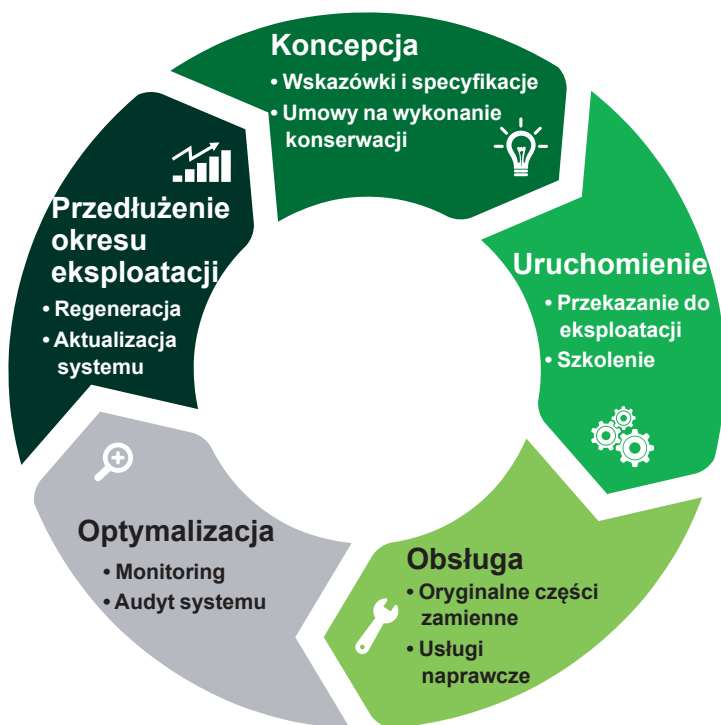 Koncepcja
• Wskazówki i specyfikacje
• Umowy na wykonanie
konserwacji
Uruchomienie
• Przekazanie do
eksploatacji
• Szkolenie
Obsługa
• Oryginalne części
zamienne
• Usługi
naprawcze
Optymalizacja
• Monitoring
• Audyt systemu
Przedłużenie
okresu
eksploatacji
• Regeneracja
• Aktualizacja
systemu